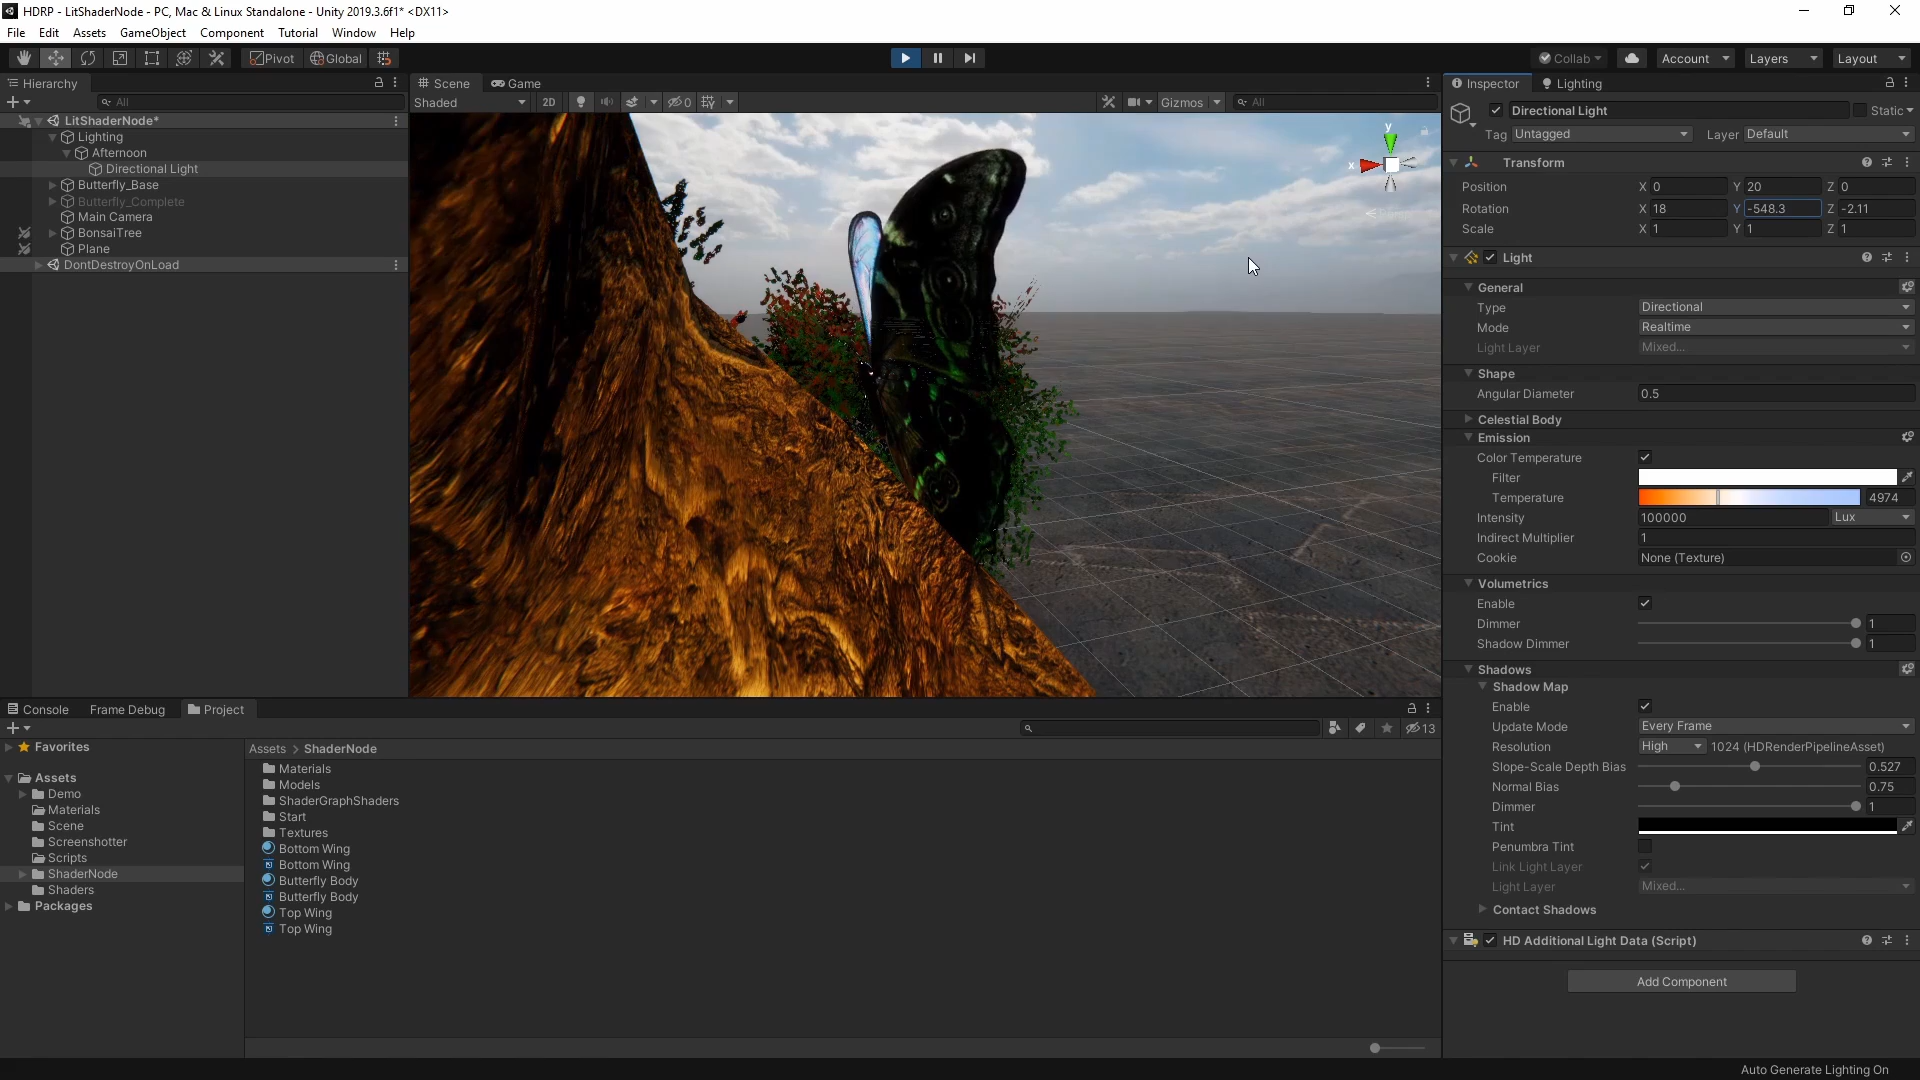 HDRP - LitShaderNode - PC, Mac & Linux Standalone - Unity 2019.3.6f1* <DX11>
File Edit Assets GameObject Component Tutorial Window Help
Pivot Global Collab Account Layers Layout
Hierarchy
All
LitShaderNode*
Lighting
Afternoon
Directional Light
Butterfly_Base
Butterfly_Complete
Main Camera
BonsaiTree
Plane
DontDestroyOnLoad
Scene Game
Shaded 2D 0 Gizmos All
y
x
Inspector Lighting
Directional Light Static
Tag Untagged Layer Default
Transform
Position X 0 Y 20 Z 0
Rotation X 18 Y -548.3 Z -2.11
Scale X 1 Y 1 Z 1
Light
General
Type Directional
Mode Realtime
Light Layer Mixed...
Shape
Angular Diameter 0.5
Celestial Body
Emission
Color Temperature
Filter
Temperature 4974
Intensity 100000 Lux
Indirect Multiplier 1
Cookie None (Texture)
Volumetrics
Enable
Dimmer 1
Shadow Dimmer 1
Shadows
Shadow Map
Enable
Update Mode Every Frame
Resolution High 1024 (HDRenderPipelineAsset)
Slope-Scale Depth Bias 0.527
Normal Bias 0.75
Dimmer 1
Tint
Penumbra Tint
Link Light Layer
Light Layer Mixed...
Contact Shadows
HD Additional Light Data (Script)
Add Component
Console Frame Debug Project
13
Favorites
Assets
Demo
Materials
Scene
Screenshotter
Scripts
ShaderNode
Shaders
Packages
Assets > ShaderNode
Materials
Models
ShaderGraphShaders
Start
Textures
Bottom Wing
Bottom Wing
Butterfly Body
Butterfly Body
Top Wing
Top Wing
Auto Generate Lighting On